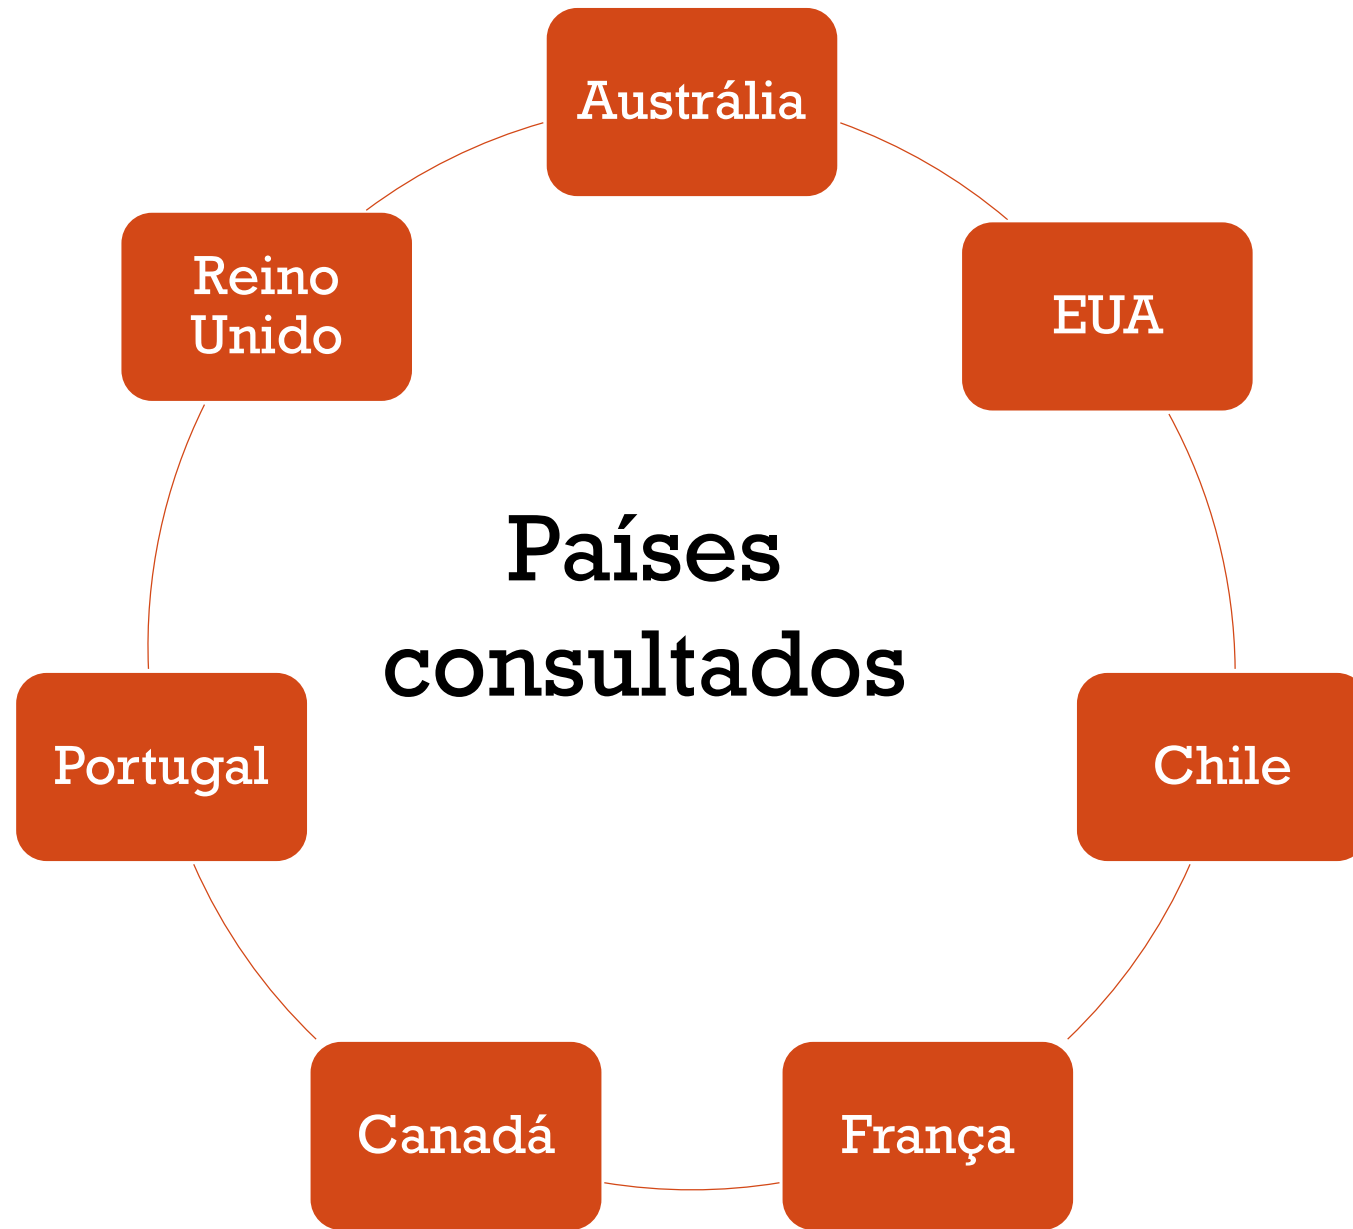 Austrália
EUA
Chile
França
Canadá
Portugal
Reino
Unido
Países
consultados